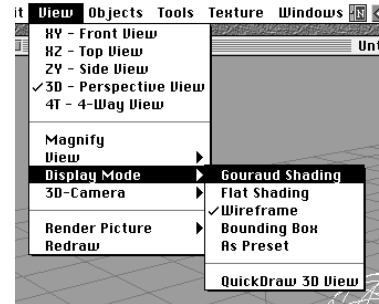 it View Objects Tools Texture Windows
Unt
XY - Front View
XZ - Top View
ZY - Side View
✓3D - Perspective View
4T - 4-Way View
Magnify
View
Display Mode
3D-Camera
Render Picture
Redraw
Gouraud Shading
Flat Shading
✓Wireframe
Bounding Box
As Preset
QuickDraw 3D View